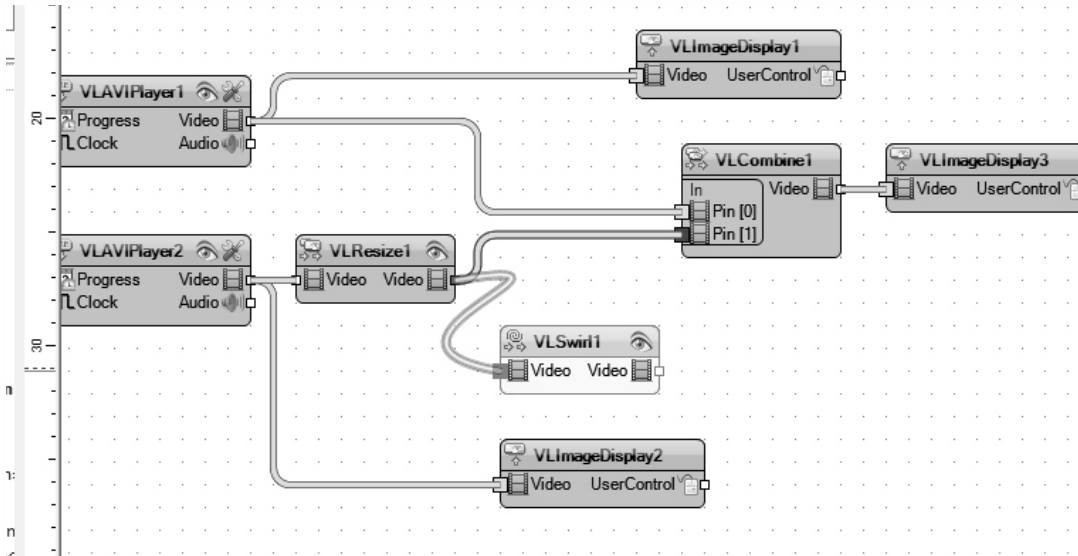 VLImageDisplay1
Video UserControl
VLAVIPlayer1
Progress Video
Clock Audio
20
VLCombine1
In
Video
Pin [0]
Pin [1]
VLImageDisplay3
Video UserControl
VLAVIPlayer2
Progress Video
Clock Audio
VLResize1
Video Video
30
VLSwirl1
Video Video
VLImageDisplay2
Video UserControl